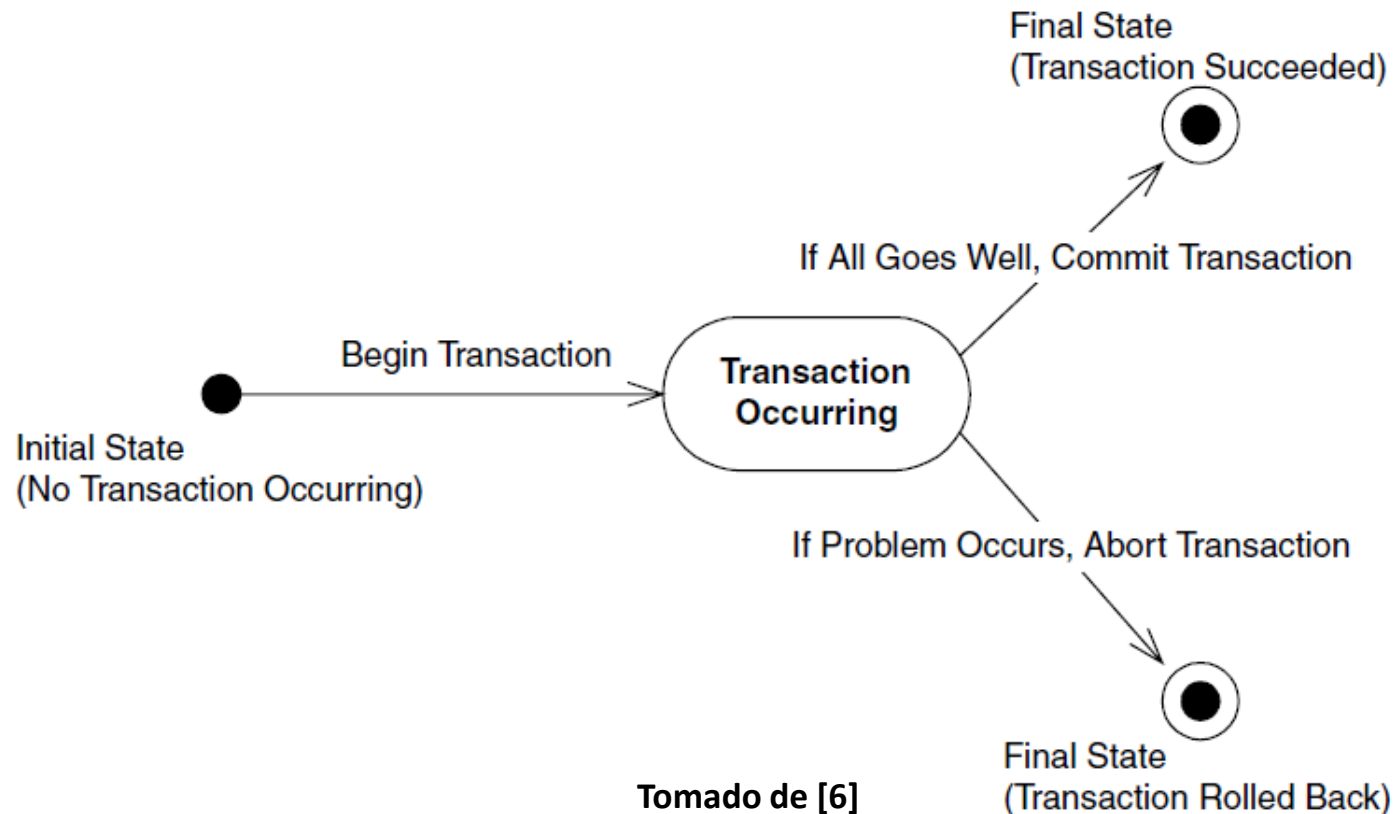 Final State
(Transaction Succeeded)
If All Goes Well, Commit Transaction
Begin Transaction
Transaction
Occurring
Initial State
(No Transaction Occurring)
If Problem Occurs, Abort Transaction
Final State
(Transaction Rolled Back)
Tomado de [6]